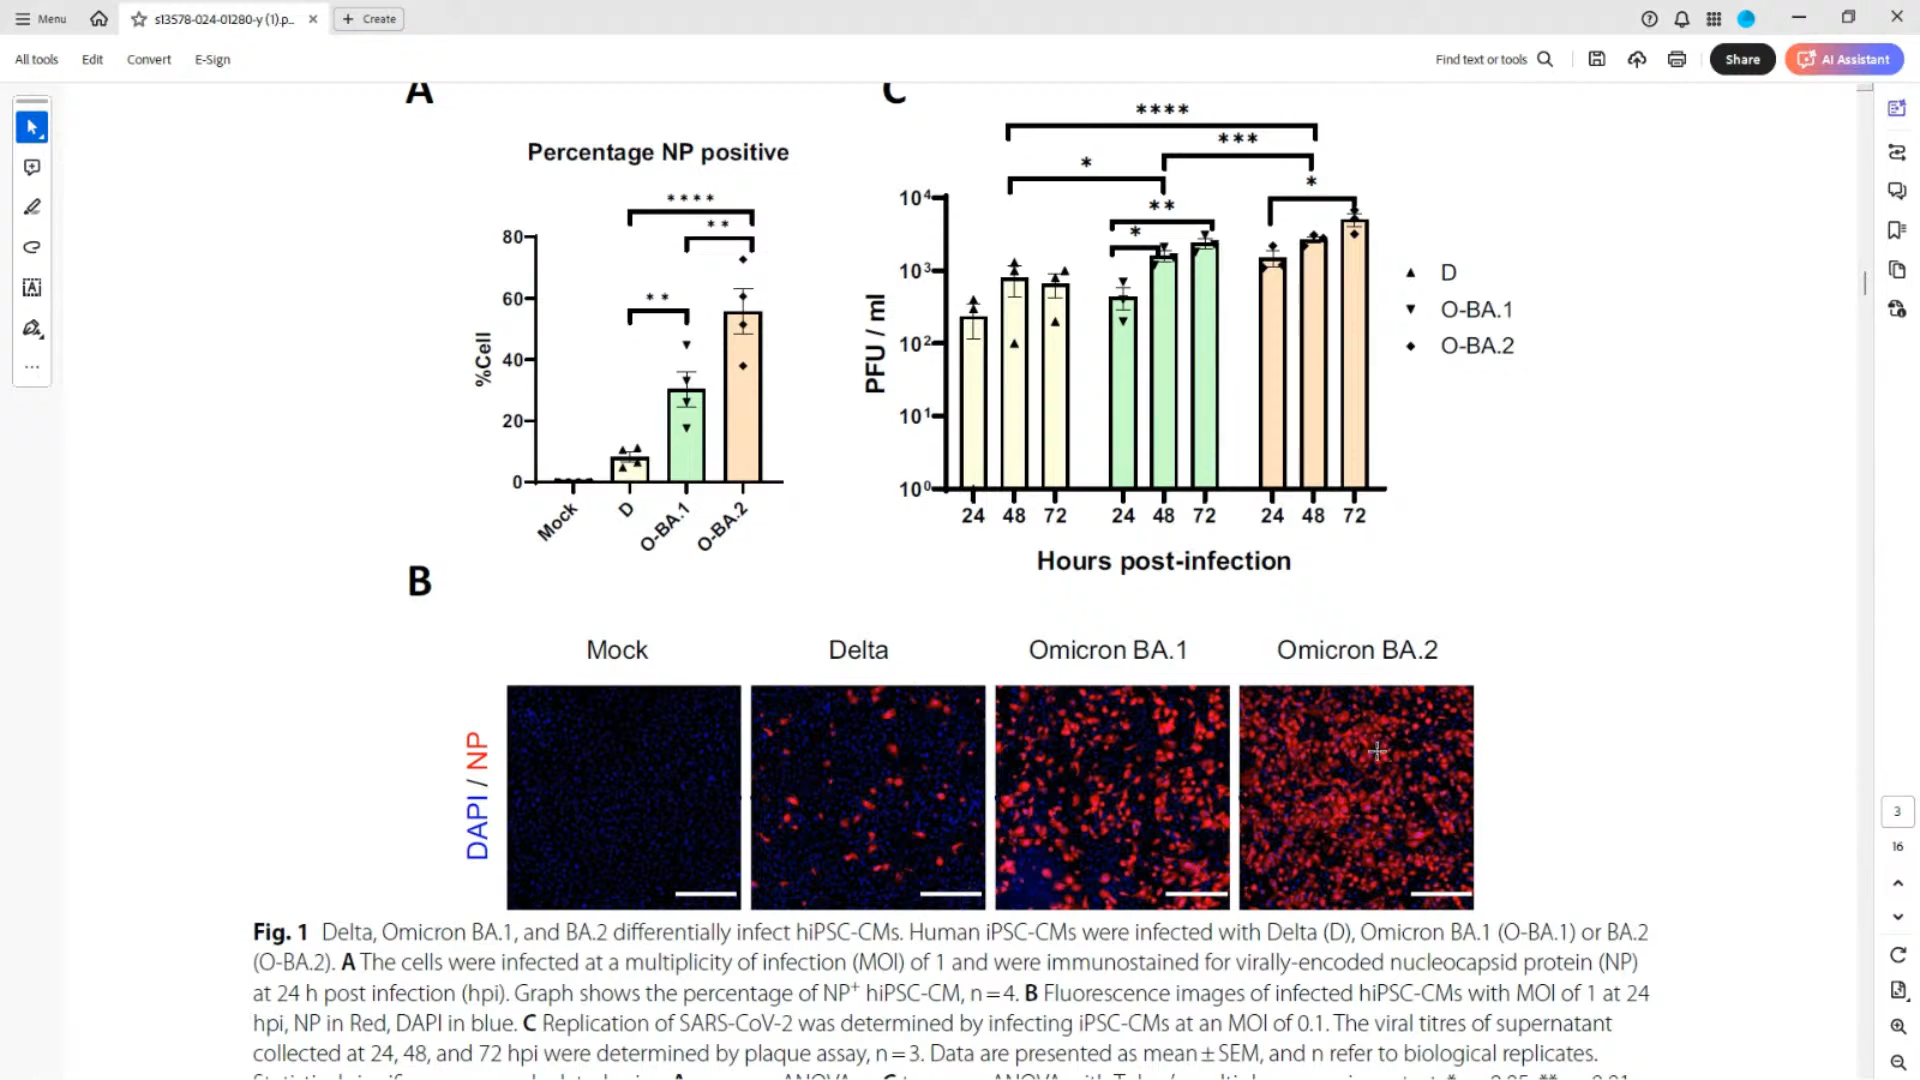 Menu
s13578-024-01280-y (1).p...
Create
All tools
Edit
Convert
E-Sign
Find text or tools
Share
AI Assistant
A
Percentage NP positive
****
**
**
%Cell
80
60
40
20
0
Mock
D
O-BA.1
O-BA.2
C
****
***
*
*
**
*
PFU / ml
10⁴
10³
10²
10¹
10⁰
24 48 72 24 48 72 24 48 72
Hours post-infection
D
O-BA.1
O-BA.2
B
Mock
Delta
Omicron BA.1
Omicron BA.2
DAPI / NP
Fig. 1 Delta, Omicron BA.1, and BA.2 differentially infect hiPSC-CMs. Human iPSC-CMs were infected with Delta (D), Omicron BA.1 (O-BA.1) or BA.2
(O-BA.2). A The cells were infected at a multiplicity of infection (MOI) of 1 and were immunostained for virally-encoded nucleocapsid protein (NP)
at 24 h post infection (hpi). Graph shows the percentage of NP⁺ hiPSC-CM, n = 4. B Fluorescence images of infected hiPSC-CMs with MOI of 1 at 24
hpi, NP in Red, DAPI in blue. C Replication of SARS-CoV-2 was determined by infecting iPSC-CMs at an MOI of 0.1. The viral titres of supernatant
collected at 24, 48, and 72 hpi were determined by plaque assay, n = 3. Data are presented as mean ± SEM, and n refer to biological replicates.
3
16